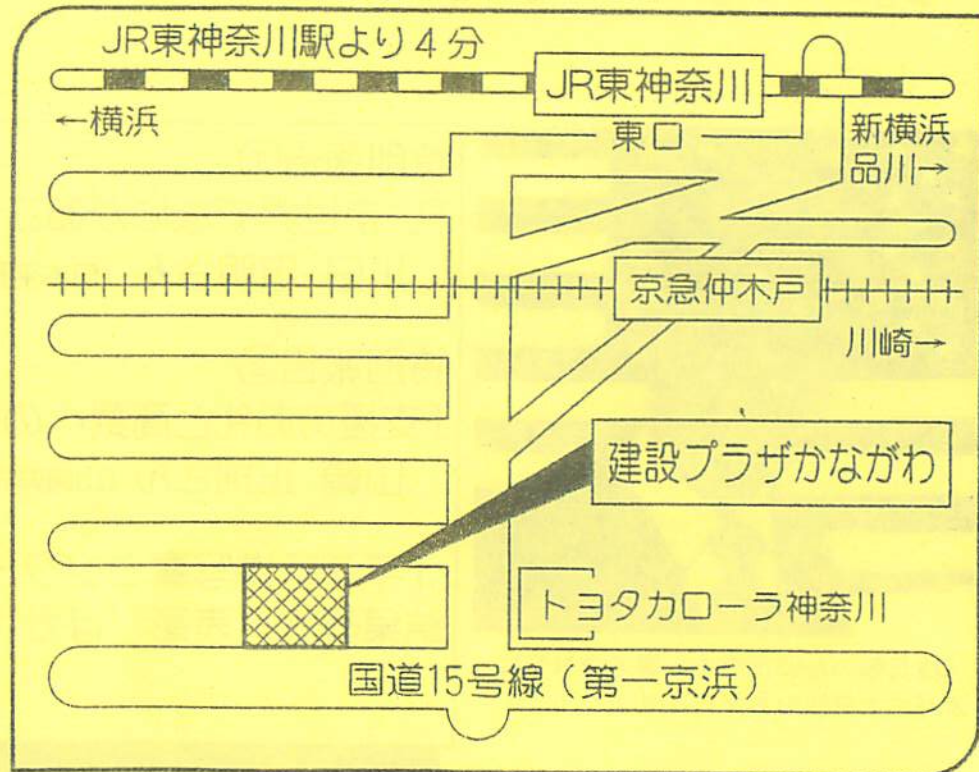 JR東神奈川駅より4分
JR東神奈川
←横浜
東口
新横浜
品川→
京急仲木戸
川崎→
建設プラザかながわ
トヨタカローラ神奈川
国道15号線(第一京浜)